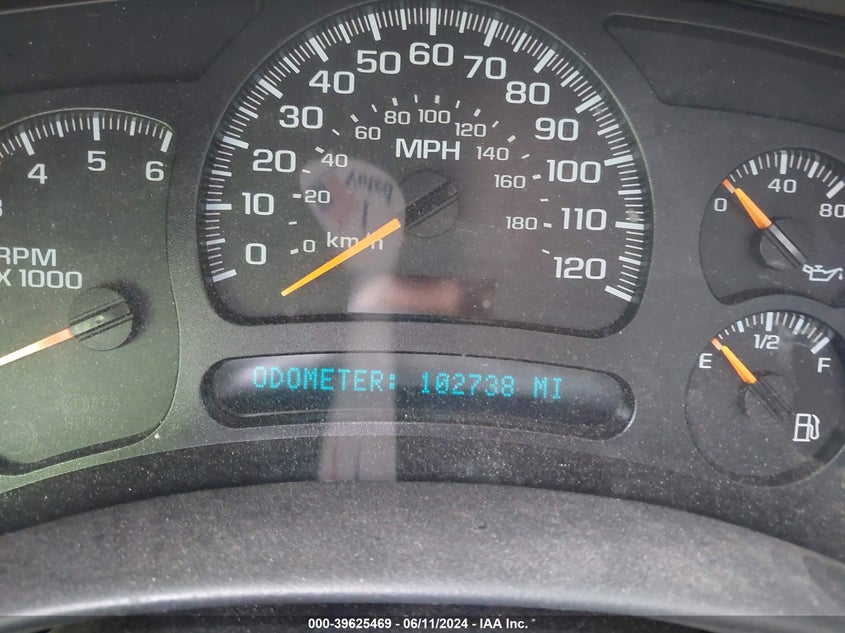 3 4 5 6
RPM
X 1000
0 10 20 30 40 50 60 70 80 90 100 110 120
MPH
0 20 40 60 80 100 120 140 160 180
km/h
0 40 80
E 1/2 F
ODOMETER: 102738 MI
000-39625469 - 06/11/2024 - IAA Inc.